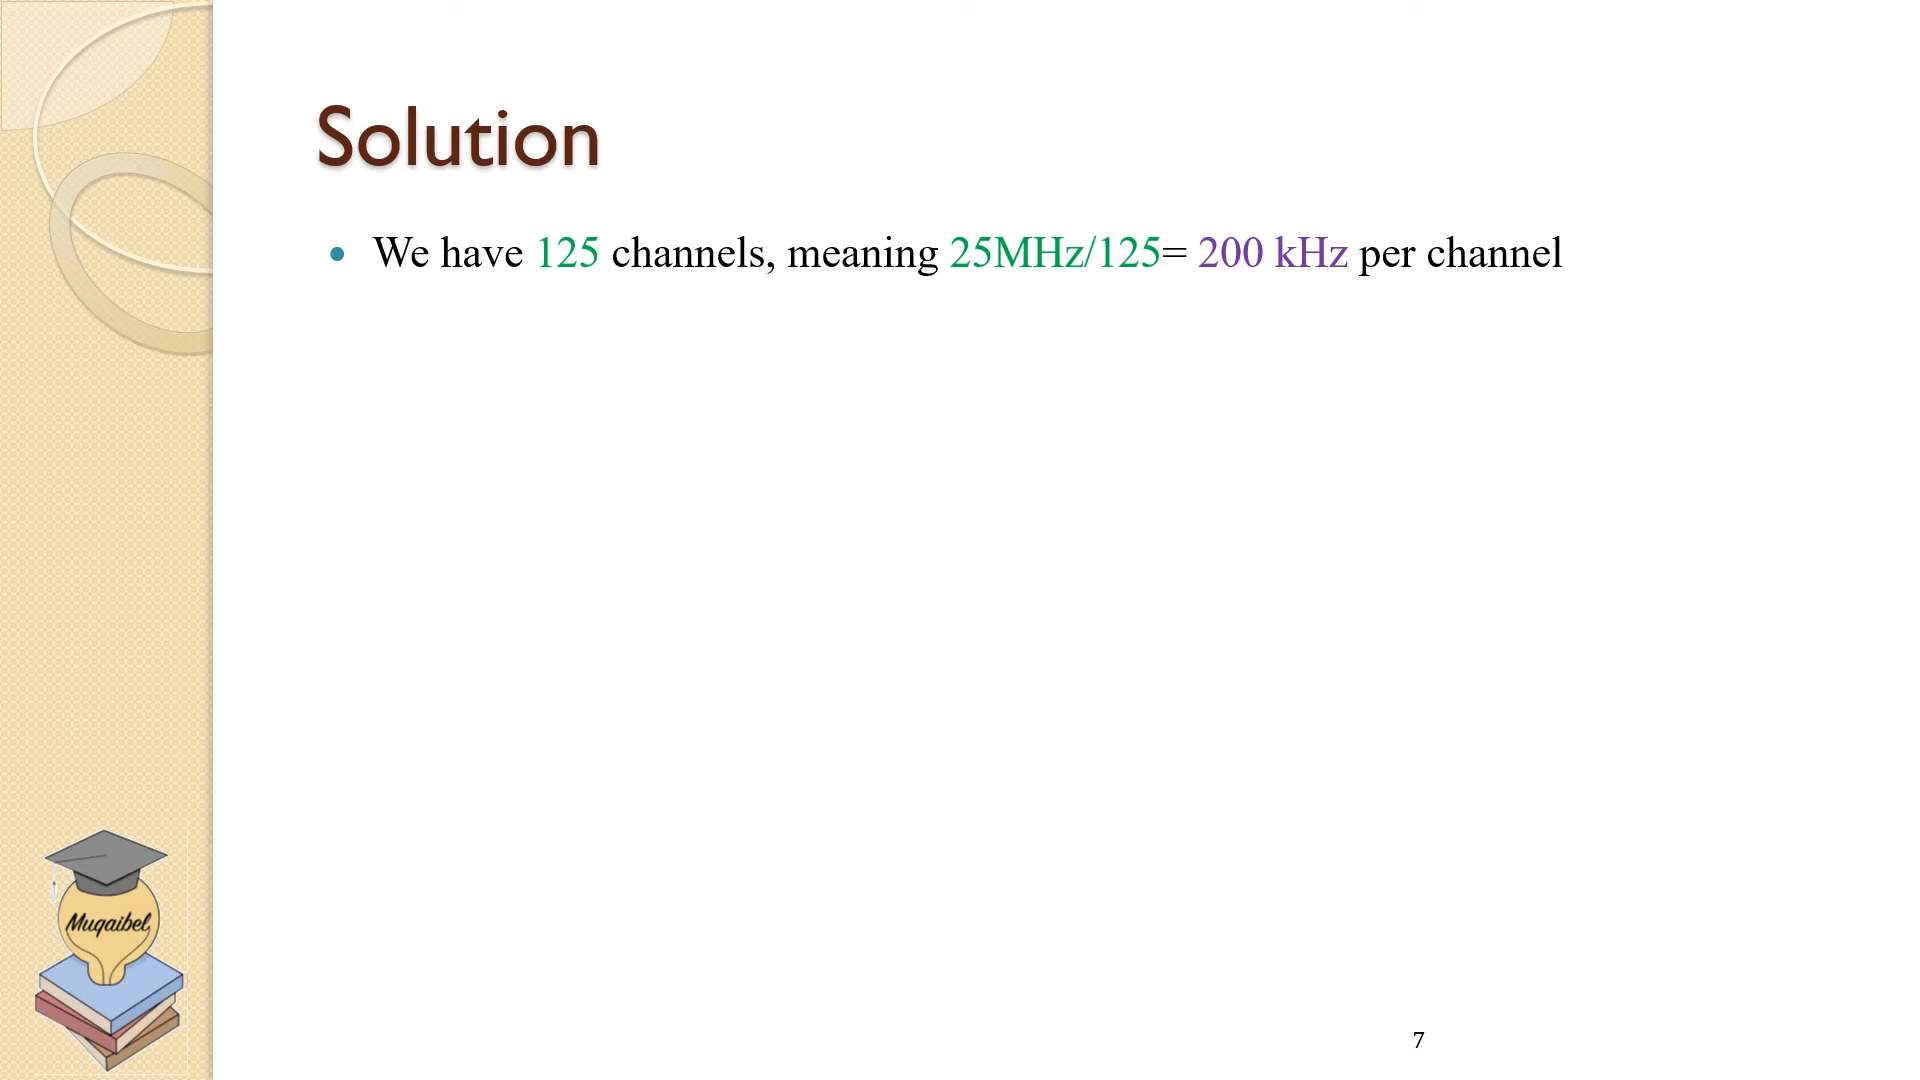 Solution
• We have 125 channels, meaning 25MHz/125= 200 kHz per channel
Muqaibel
7